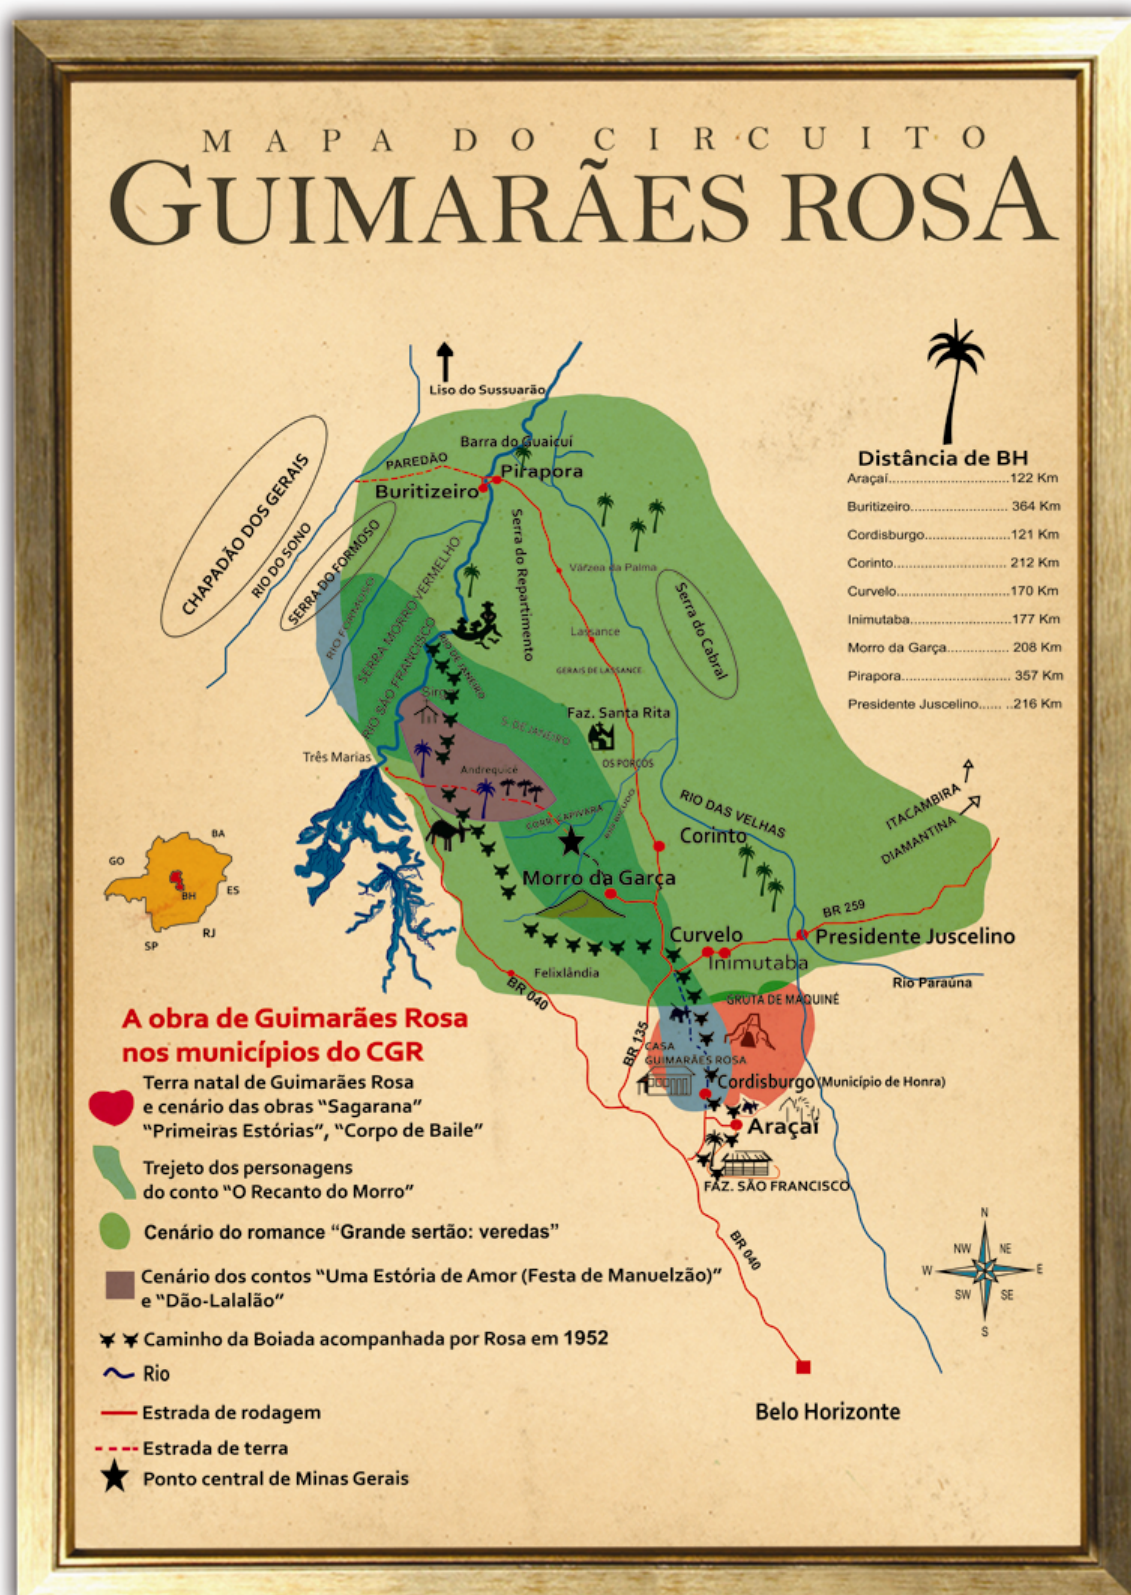 MAPA DO CIRCUITO
GUIMARÃES ROSA
Liso do Sussuarão
Barra do Guaicuí
PAREDÃO
Pirapora
Buritizeiro
CHAPADÃO DOS GERAIS
RIO DO SONO
SERRA DO FORMOSO
RIO FORMOSO
SERRA MORRO VERMELHO
RIO SÃO FRANCISCO
RIO DE JANEIRO
Serra do Repartimento
Várzea da Palma
Serra do Cabral
Lassance
GERAIS DE LASSANCE
Sirga
S. DE JANEIRO
Faz. Santa Rita
OS PORCOS
Três Marias
Andrequicé
CORR. CAPIVARA
RIO BICUDO
RIO DAS VELHAS
Corinto
ITACAMBIRA
DIAMANTINA
Morro da Garça
BR 259
Curvelo
Presidente Juscelino
Inimutaba
Felixlândia
Rio Paraúna
BR 040
GRUTA DE MAQUINÉ
BR 135
CASA
GUIMARÃES ROSA
Cordisburgo (Município de Honra)
Araçaí
FAZ. SÃO FRANCISCO
BR 040
Belo Horizonte
Distância de BH
Araçaí..............................122 Km
Buritizeiro........................ 364 Km
Cordisburgo.....................121 Km
Corinto............................ 212 Km
Curvelo............................170 Km
Inimutaba.........................177 Km
Morro da Garça............... 208 Km
Pirapora........................... 357 Km
Presidente Juscelino...... ..216 Km
GO
BA
BH
ES
SP
RJ
A obra de Guimarães Rosa
nos municípios do CGR
Terra natal de Guimarães Rosa
e cenário das obras “Sagarana”
“Primeiras Estórias”, “Corpo de Baile”
Trejeto dos personagens
do conto “O Recanto do Morro”
Cenário do romance “Grande sertão: veredas”
Cenário dos contos “Uma Estória de Amor (Festa de Manuelzão)”
e “Dão-Lalalão”
Caminho da Boiada acompanhada por Rosa em 1952
Rio
Estrada de rodagem
Estrada de terra
Ponto central de Minas Gerais
N
NW
NE
W
E
SW
SE
S